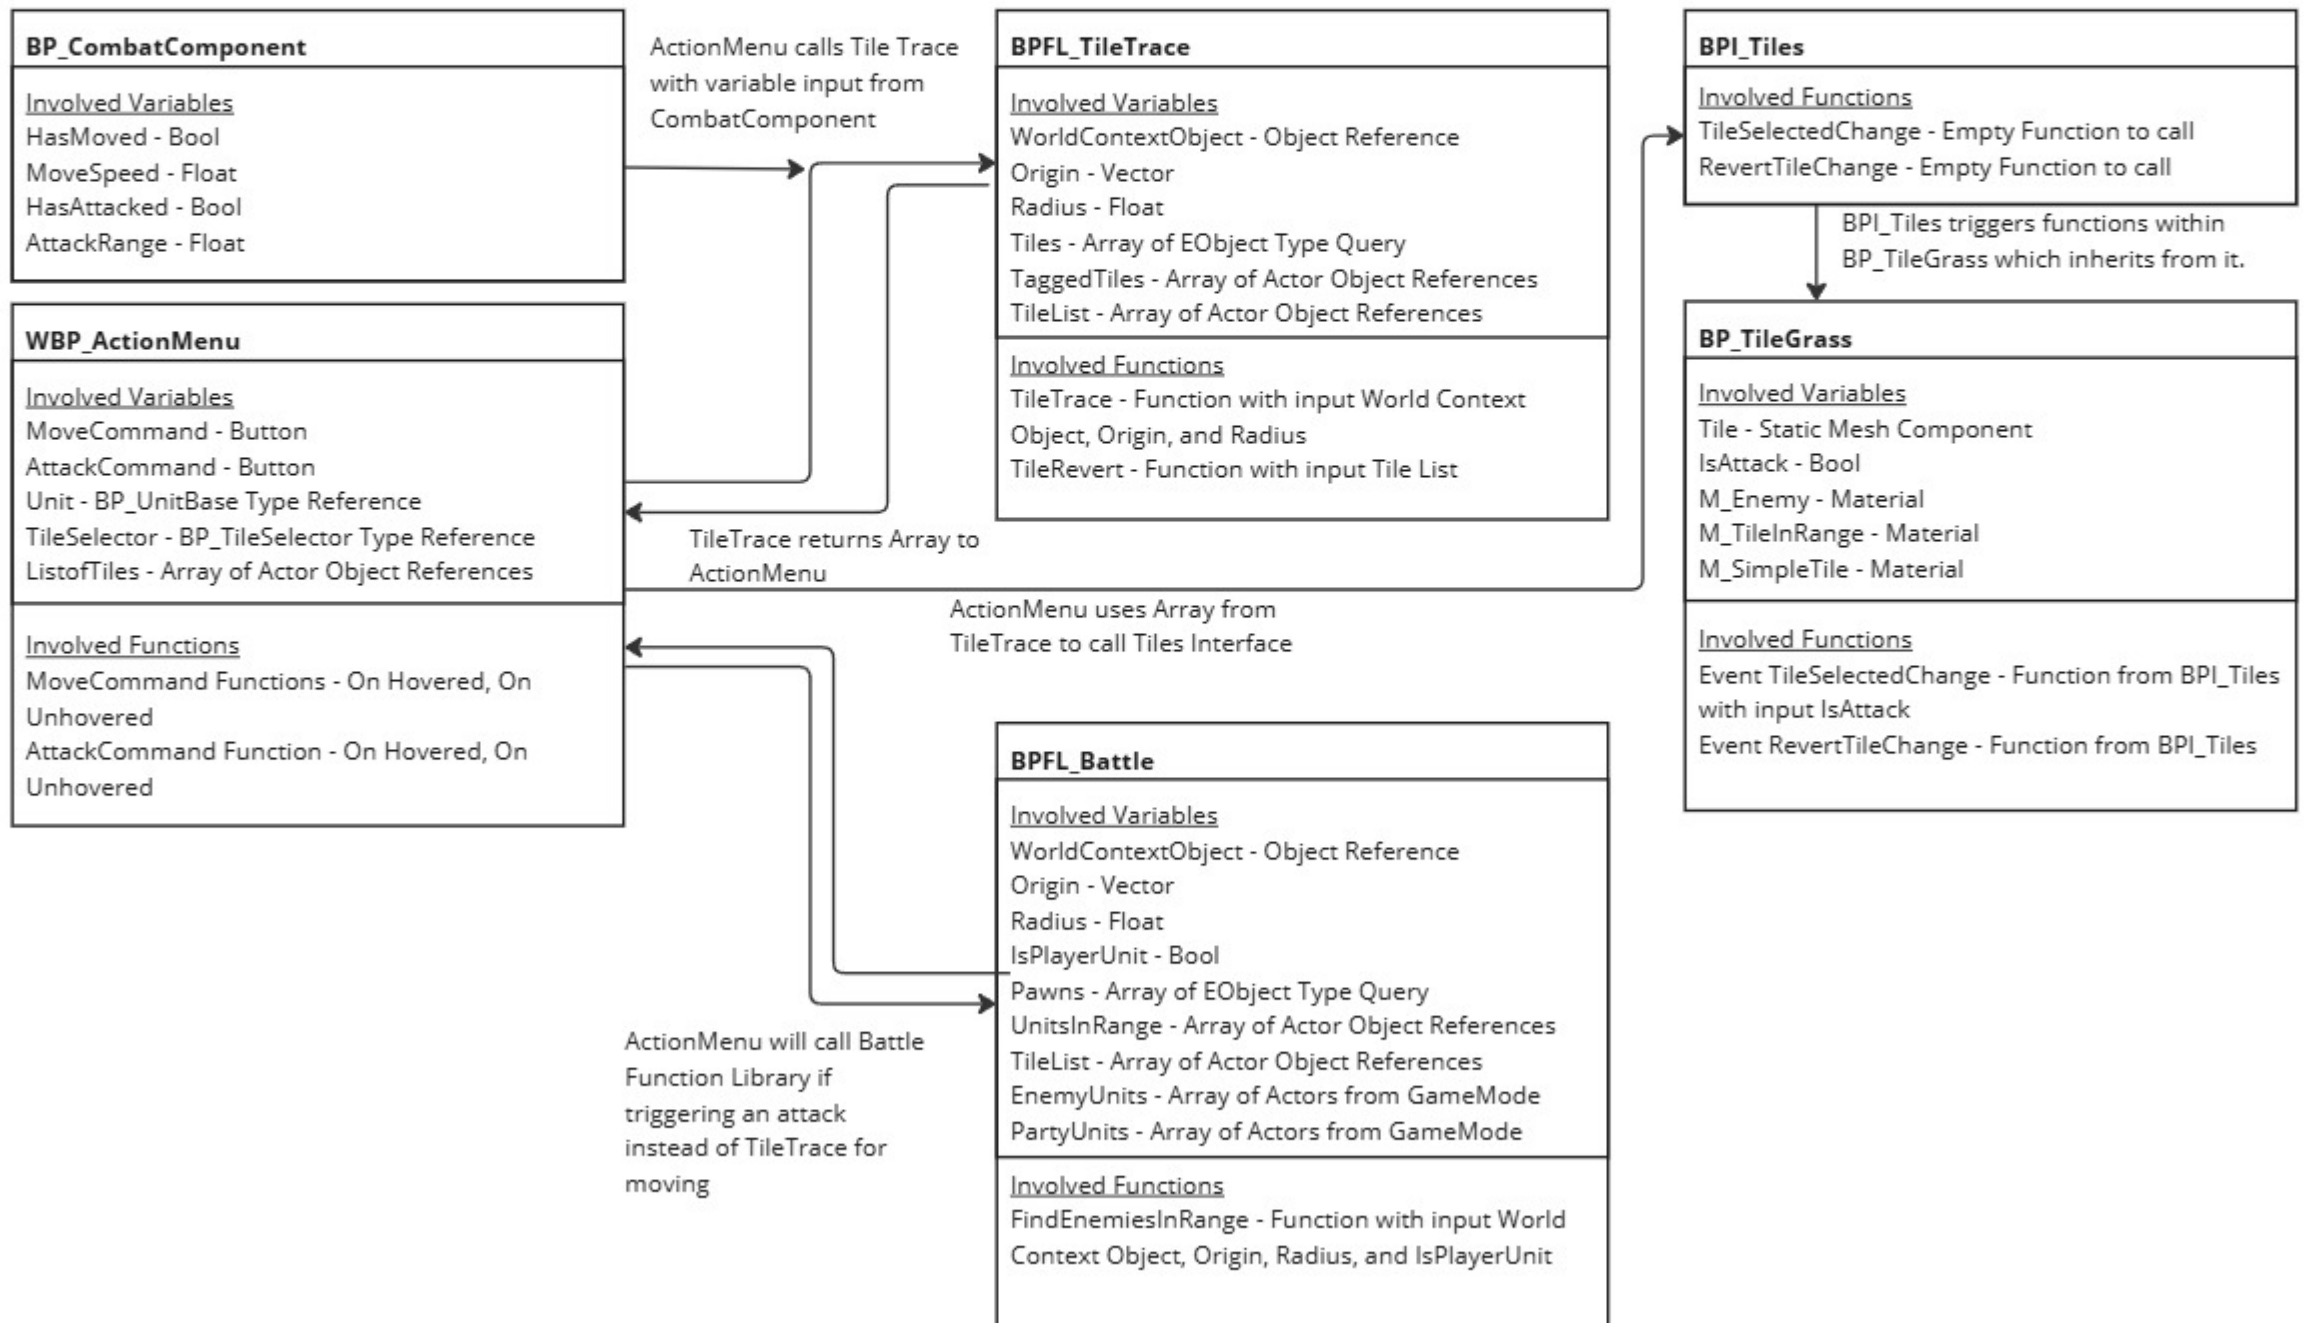 BP_CombatComponent
Involved Variables
HasMoved - Bool
MoveSpeed - Float
HasAttacked - Bool
AttackRange - Float
ActionMenu calls Tile Trace
with variable input from
CombatComponent
BPFL_TileTrace
Involved Variables
WorldContextObject - Object Reference
Origin - Vector
Radius - Float
Tiles - Array of EObject Type Query
TaggedTiles - Array of Actor Object References
TileList - Array of Actor Object References
Involved Functions
TileTrace - Function with input World Context
Object, Origin, and Radius
TileRevert - Function with input Tile List
BPI_Tiles
Involved Functions
TileSelectedChange - Empty Function to call
RevertTileChange - Empty Function to call
BPI_Tiles triggers functions within
BP_TileGrass which inherits from it.
WBP_ActionMenu
Involved Variables
MoveCommand - Button
AttackCommand - Button
Unit - BP_UnitBase Type Reference
TileSelector - BP_TileSelector Type Reference
ListofTiles - Array of Actor Object References
Involved Functions
MoveCommand Functions - On Hovered, On
Unhovered
AttackCommand Function - On Hovered, On
Unhovered
TileTrace returns Array to
ActionMenu
ActionMenu uses Array from
TileTrace to call Tiles Interface
BP_TileGrass
Involved Variables
Tile - Static Mesh Component
IsAttack - Bool
M_Enemy - Material
M_TileInRange - Material
M_SimpleTile - Material
Involved Functions
Event TileSelectedChange - Function from BPI_Tiles
with input IsAttack
Event RevertTileChange - Function from BPI_Tiles
BPFL_Battle
Involved Variables
WorldContextObject - Object Reference
Origin - Vector
Radius - Float
IsPlayerUnit - Bool
Pawns - Array of EObject Type Query
UnitsInRange - Array of Actor Object References
TileList - Array of Actor Object References
EnemyUnits - Array of Actors from GameMode
PartyUnits - Array of Actors from GameMode
Involved Functions
FindEnemiesInRange - Function with input World
Context Object, Origin, Radius, and IsPlayerUnit
ActionMenu will call Battle
Function Library if
triggering an attack
instead of TileTrace for
moving